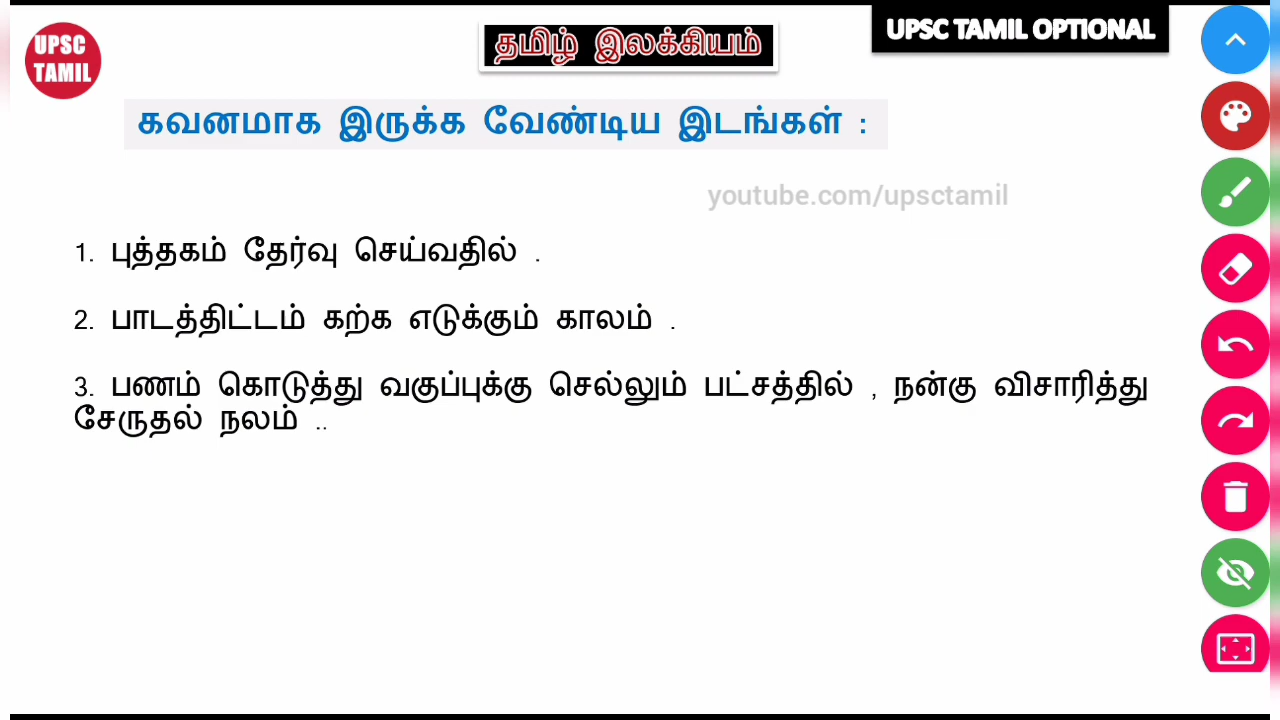 UPSC TAMIL OPTIONAL
UPSC
TAMIL
தமிழ் இலக்கியம்
கவனமாக இருக்க வேண்டிய இடங்கள் :
youtube.com/upsctamil
1. புத்தகம் தேர்வு செய்வதில் .
2. பாடத்திட்டம் கற்க எடுக்கும் காலம் .
3. பணம் கொடுத்து வகுப்புக்கு செல்லும் பட்சத்தில் , நன்கு விசாரித்து
சேருதல் நலம் ..